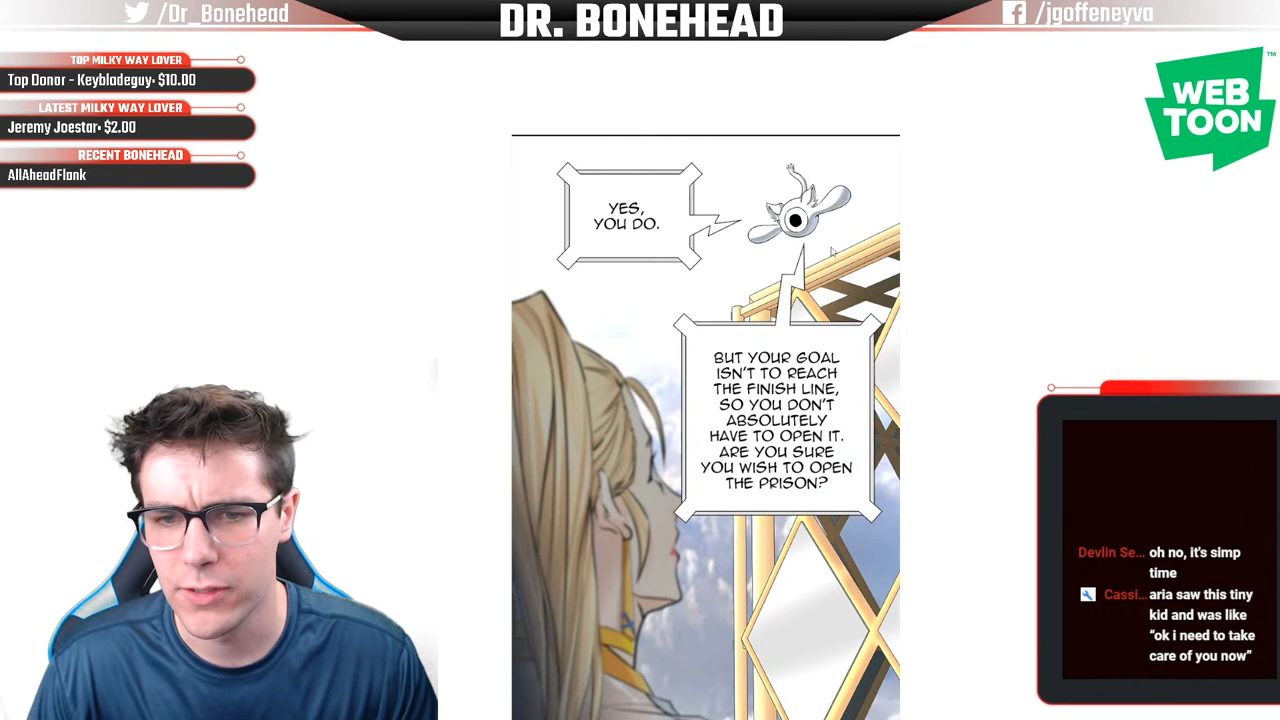 /Dr_Bonehead
DR. BONEHEAD
/jgoffeneyva
TOP MILKY WAY LOVER
Top Donor - Keybladeguy: $10.00
LATEST MILKY WAY LOVER
Jeremy Joestar: $2.00
RECENT BONEHEAD
AllAheadFlank
WEB
TOON
TM
YES,
YOU DO.
BUT YOUR GOAL
ISN'T TO REACH
THE FINISH LINE,
SO YOU DON'T
ABSOLUTELY
HAVE TO OPEN IT.
ARE YOU SURE
YOU WISH TO OPEN
THE PRISON?
Devlin Se... oh no, it's simp
time
Cassi... aria saw this tiny
kid and was like
“ok i need to take
care of you now”